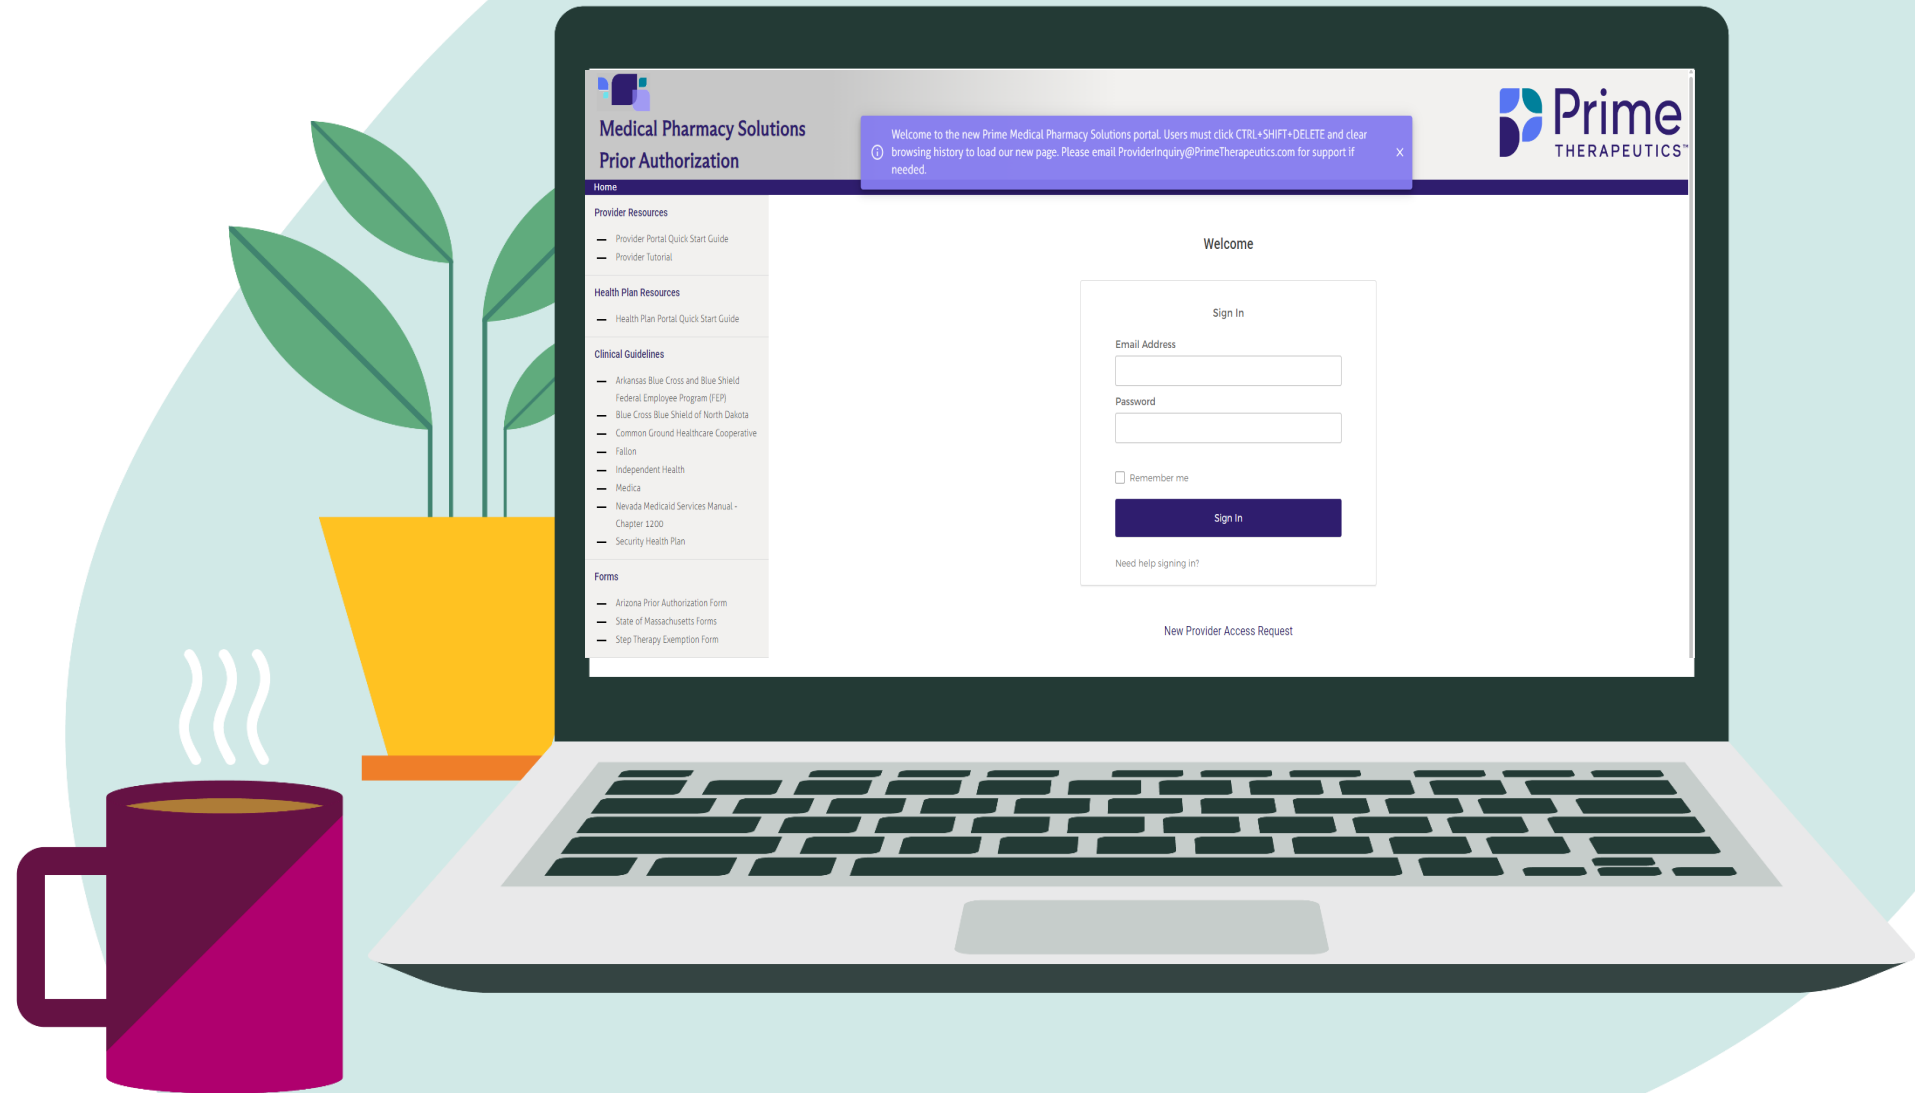 Medical Pharmacy Solutions
Prior Authorization
Welcome to the new Prime Medical Pharmacy Solutions portal. Users must click CTRL+SHIFT+DELETE and clear
browsing history to load our new page. Please email ProviderInquiry@PrimeTherapeutics.com for support if
needed.
X
Prime
THERAPEUTICS™
Home
Provider Resources
Provider Portal Quick Start Guide
Provider Tutorial
Health Plan Resources
Health Plan Portal Quick Start Guide
Clinical Guidelines
Arkansas Blue Cross and Blue Shield
Federal Employee Program (FEP)
Blue Cross Blue Shield of North Dakota
Common Ground Healthcare Cooperative
Fallon
Independent Health
Medica
Nevada Medicaid Services Manual -
Chapter 1200
Security Health Plan
Forms
Arizona Prior Authorization Form
State of Massachusetts Forms
Step Therapy Exemption Form
Welcome
Sign In
Email Address
Password
Remember me
Sign In
Need help signing in?
New Provider Access Request